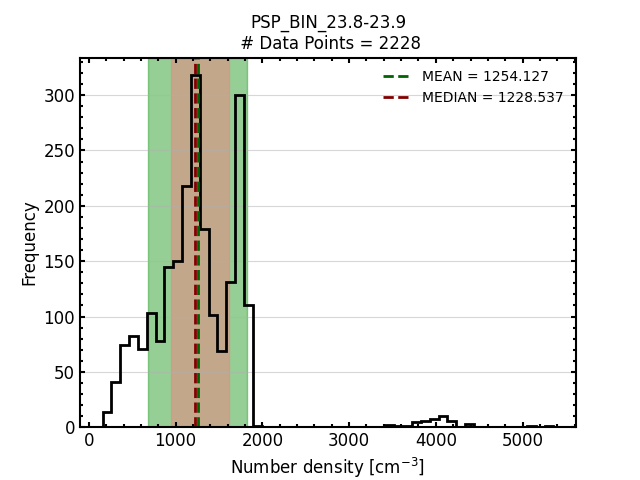 PSP_BIN_23.8-23.9
# Data Points = 2228
MEAN = 1254.127
MEDIAN = 1228.537
Frequency
300
250
200
150
100
50
0
0 1000 2000 3000 4000 5000
Number density [cm⁻³]